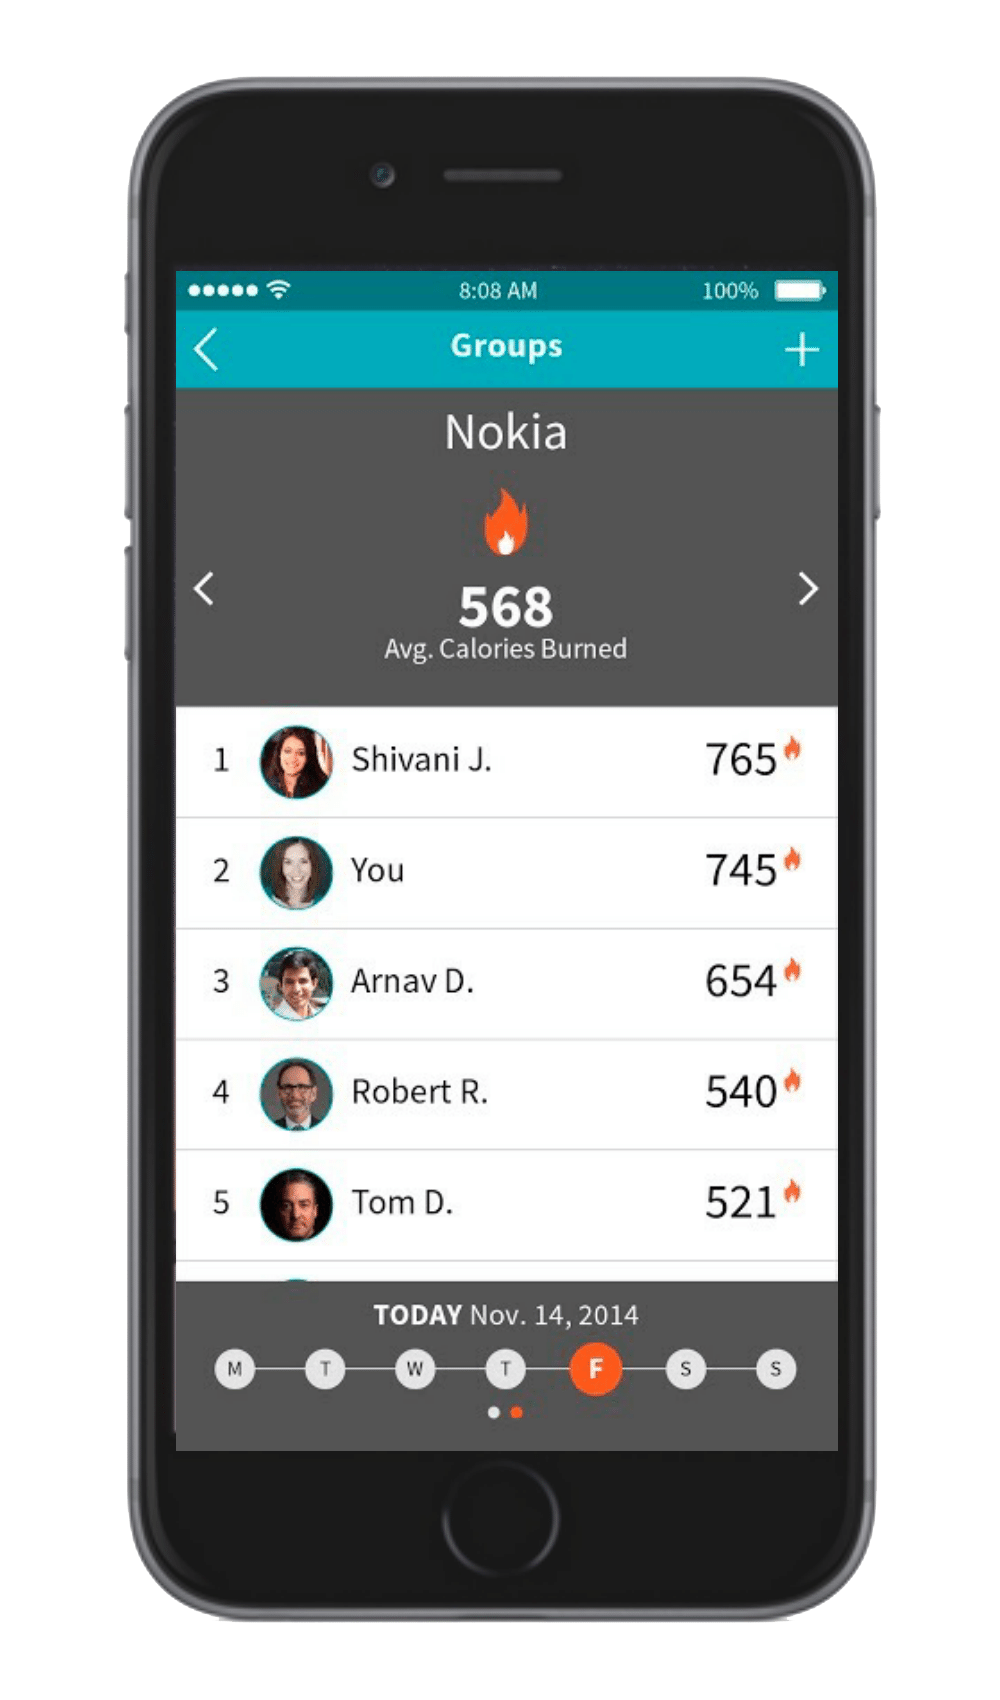 8:08 AM 100%
Groups
Nokia
568
Avg. Calories Burned
1 Shivani J. 765
2 You 745
3 Arnav D. 654
4 Robert R. 540
5 Tom D. 521
TODAY Nov. 14, 2014
M T W T F S S